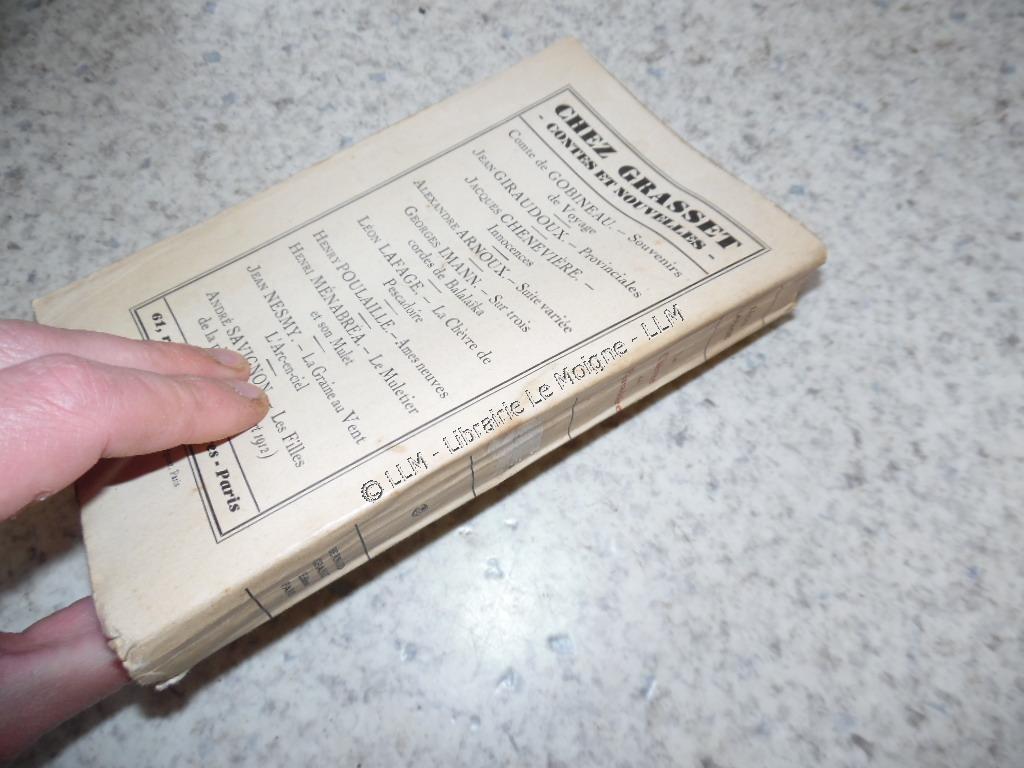 CHEZ GRASSET
- CONTES ET NOUVELLES -
Comte de GOBINEAU. – Souvenirs
de Voyage
JEAN GIRAUDOUX. – Provinciales
JACQUES CHENEVIÈRE. –
Innocences
ALEXANDRE ARNOUX. – Suite variée
GEORGES IMANN. – Sur trois
cordes de Balalaïka
LÉON LAFAGE. – La Chèvre de
Pescadoire
HENRY POULAILLE. – Ames neuves
HENRI MÉNABRÉA. – Le Muletier
et son Mulet
JEAN NESMY. – La Graine au Vent
L'Arc-en-ciel
ANDRÉ SAVIGNON. Les Filles
de la
1912)
61,
- Paris
Paris
© LLM - Librairie Le Moigne - LLM